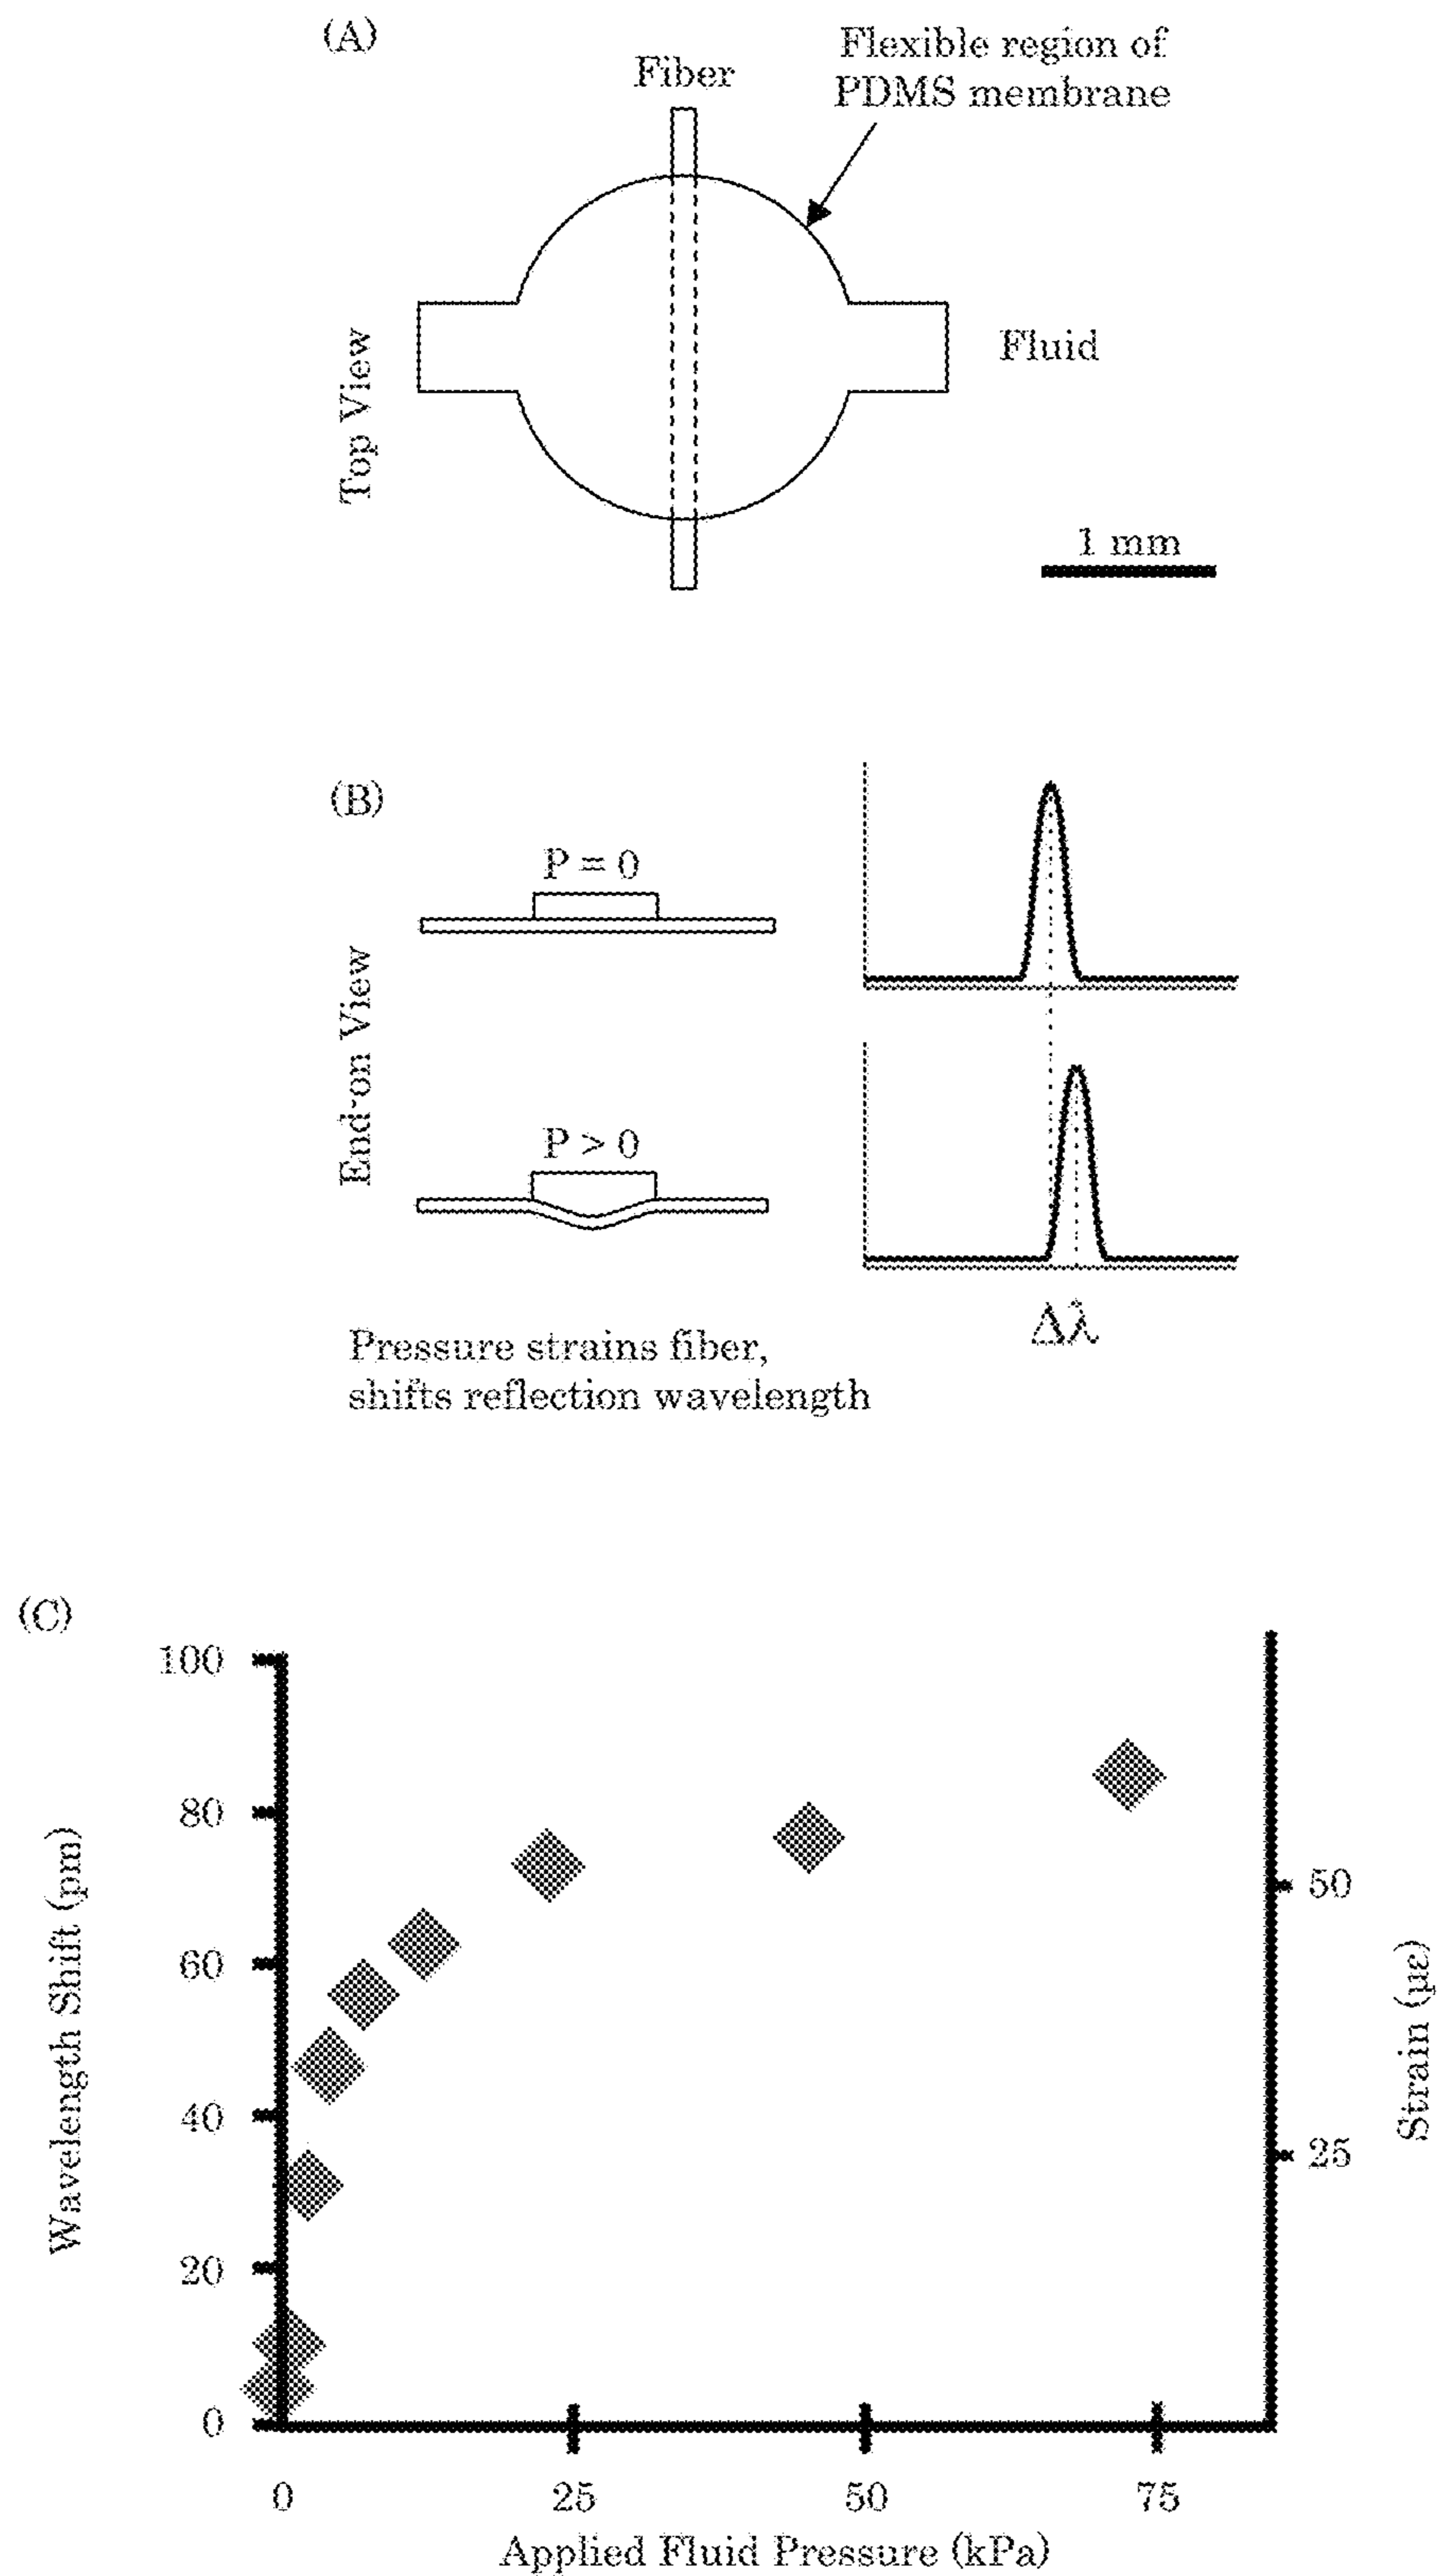 (A)
Fiber
Flexible region of
PDMS membrane
Top View
Fluid
1 mm
(B)
End-on View
P = 0
P > 0
Δλ
Pressure strains fiber,
shifts reflection wavelength
(C)
Wavelength Shift (pm)
100
80
60
40
20
0
50
25
Strain (με)
0 25 50 75
Applied Fluid Pressure (kPa)